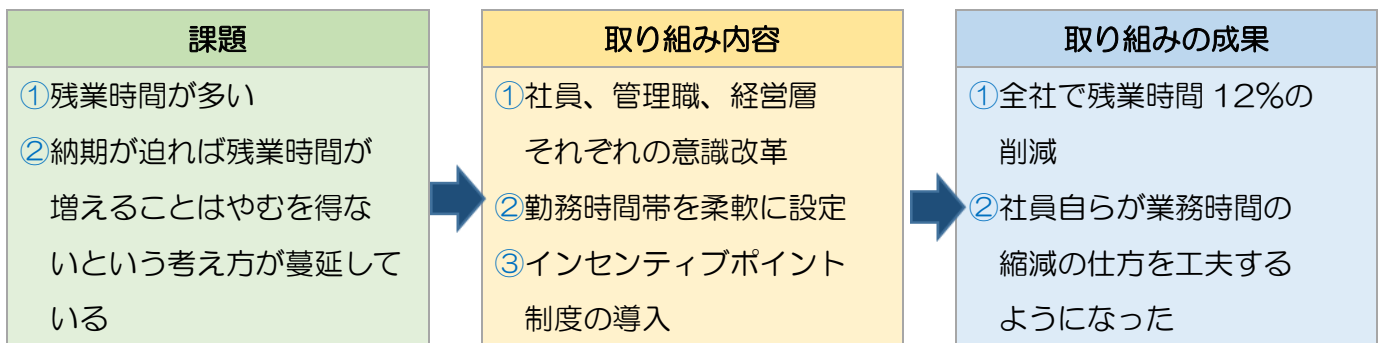 課題
①残業時間が多い
②納期が迫れば残業時間が
増えることはやむを得な
いという考え方が蔓延して
いる
取り組み内容
①社員、管理職、経営層
それぞれの意識改革
②勤務時間帯を柔軟に設定
③インセンティブポイント
制度の導入
取り組みの成果
①全社で残業時間 12%の
削減
②社員自らが業務時間の
縮減の仕方を工夫する
ようになった